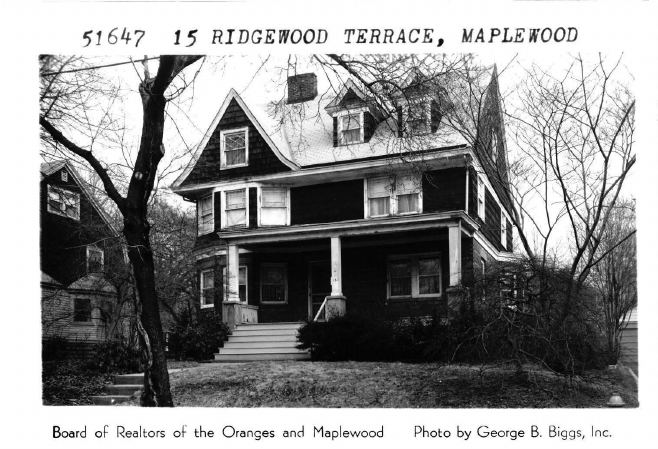 51647 15 RIDGEWOOD TERRACE, MAPLEWOOD
Board of Realtors of the Oranges and Maplewood Photo by George B. Biggs, Inc.